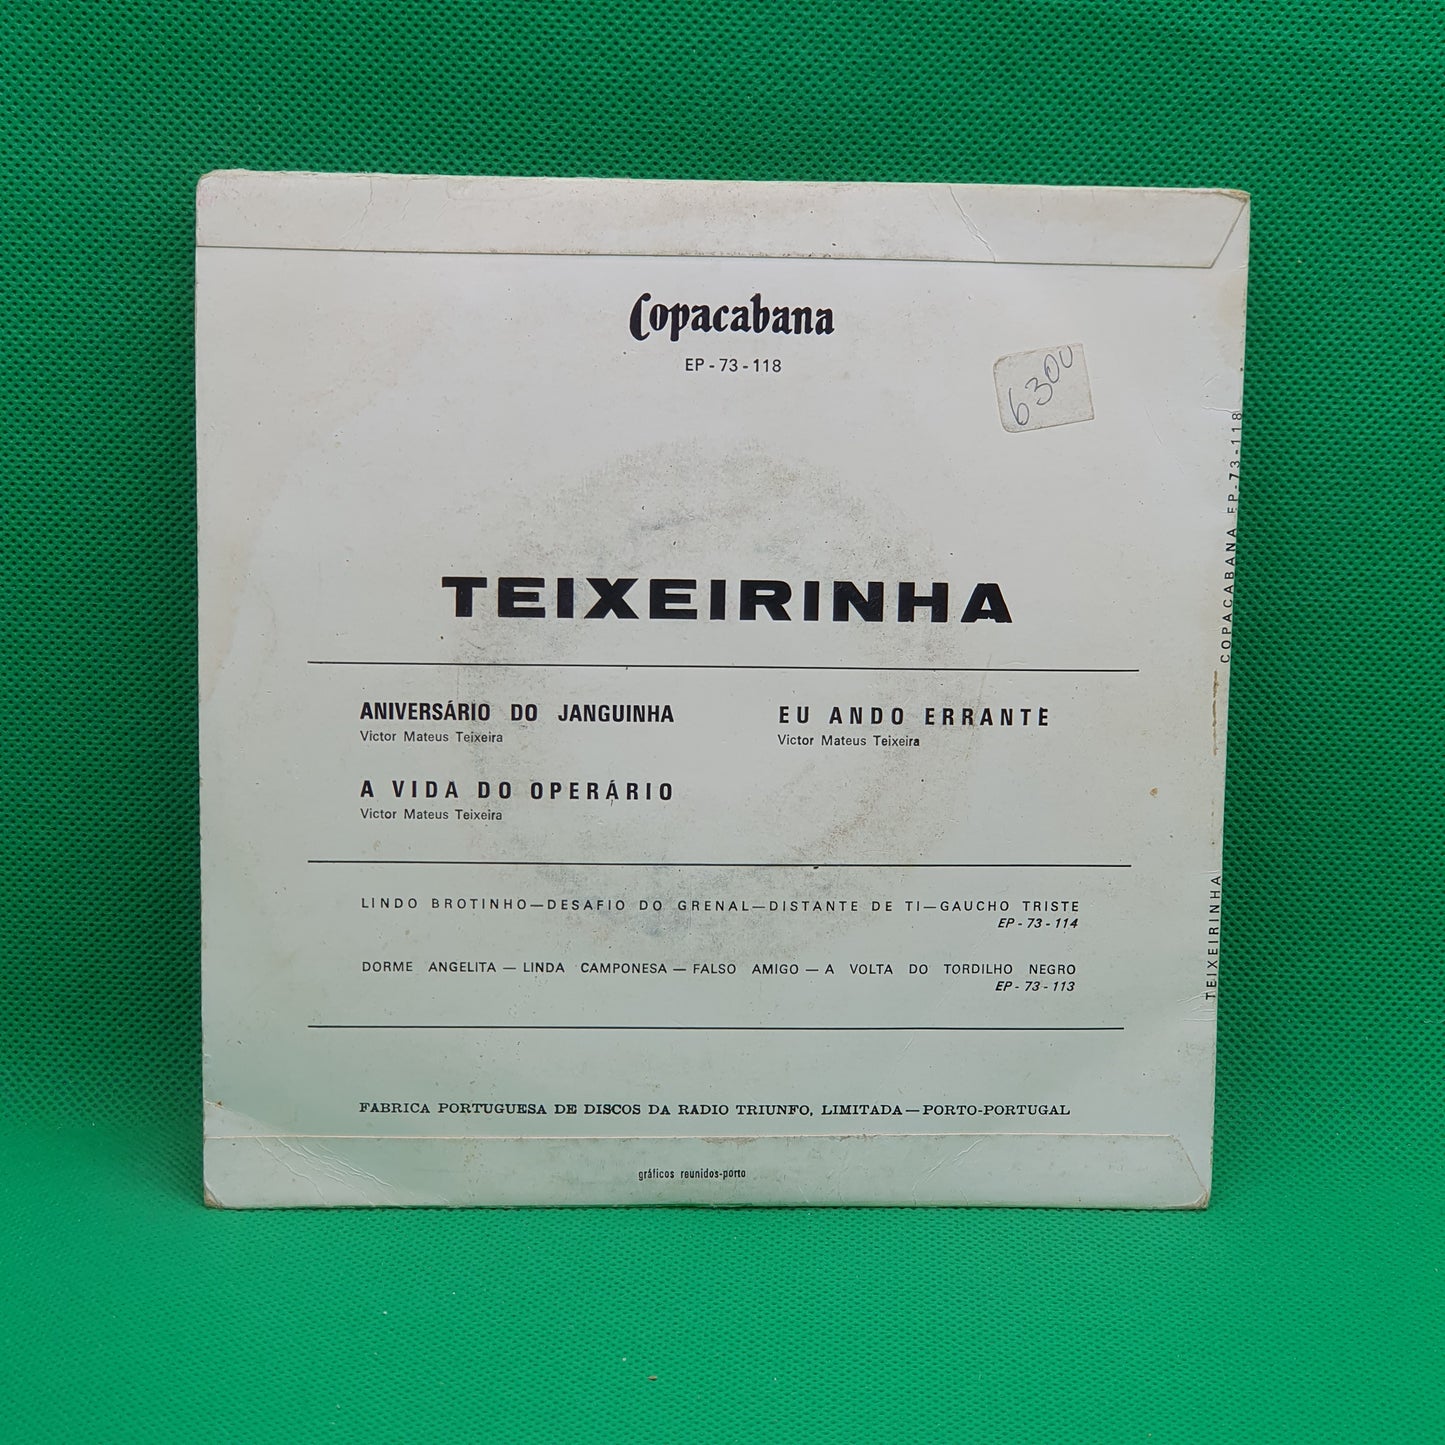 Copacabana
EP - 73 - 118
6300
TEIXEIRINHA
ANIVERSÁRIO DO JANGUINHA
Victor Mateus Teixeira
A VIDA DO OPERÁRIO
Victor Mateus Teixeira
EU ANDO ERRANTE
Victor Mateus Teixeira
LINDO BROTINHO—DESAFIO DO GRENAL—DISTANTE DE TI—GAUCHO TRISTE
EP - 73 - 114
DORME ANGELITA — LINDA CAMPONESA — FALSO AMIGO — A VOLTA DO TORDILHO NEGRO
EP - 73 - 113
FABRICA PORTUGUESA DE DISCOS DA RADIO TRIUNFO, LIMITADA — PORTO-PORTUGAL
gráficos reunidos-porto
TEIXEIRINHA COPACABANA EP-73-118